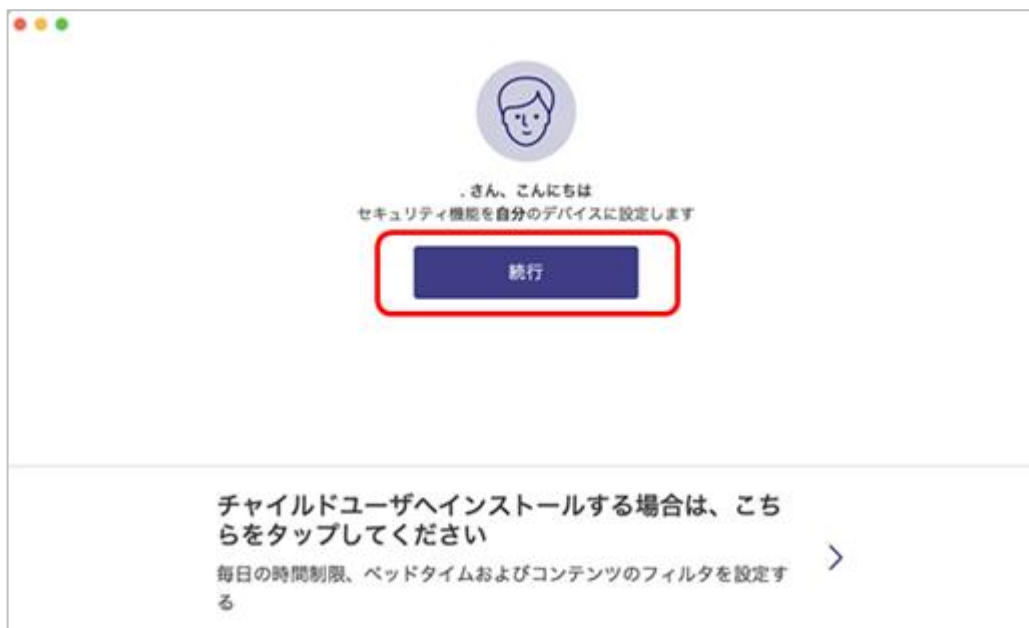 . さん、こんにちは
セキュリティ機能を自分のデバイスに設定します
続行
チャイルドユーザへインストールする場合は、こち
らをタップしてください
毎日の時間制限、ベッドタイムおよびコンテンツのフィルタを設定す
る